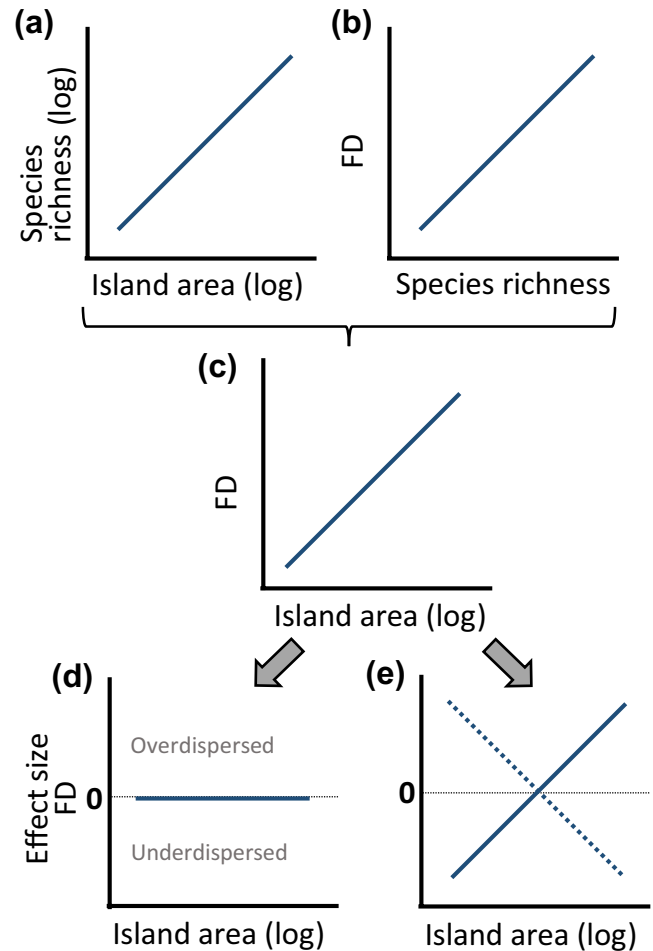 (a)
Species
richness (log)
Island area (log)
(b)
FD
Species richness
(c)
FD
Island area (log)
(d)
Effect size
FD
Overdispersed
0
Underdispersed
Island area (log)
(e)
0
Island area (log)